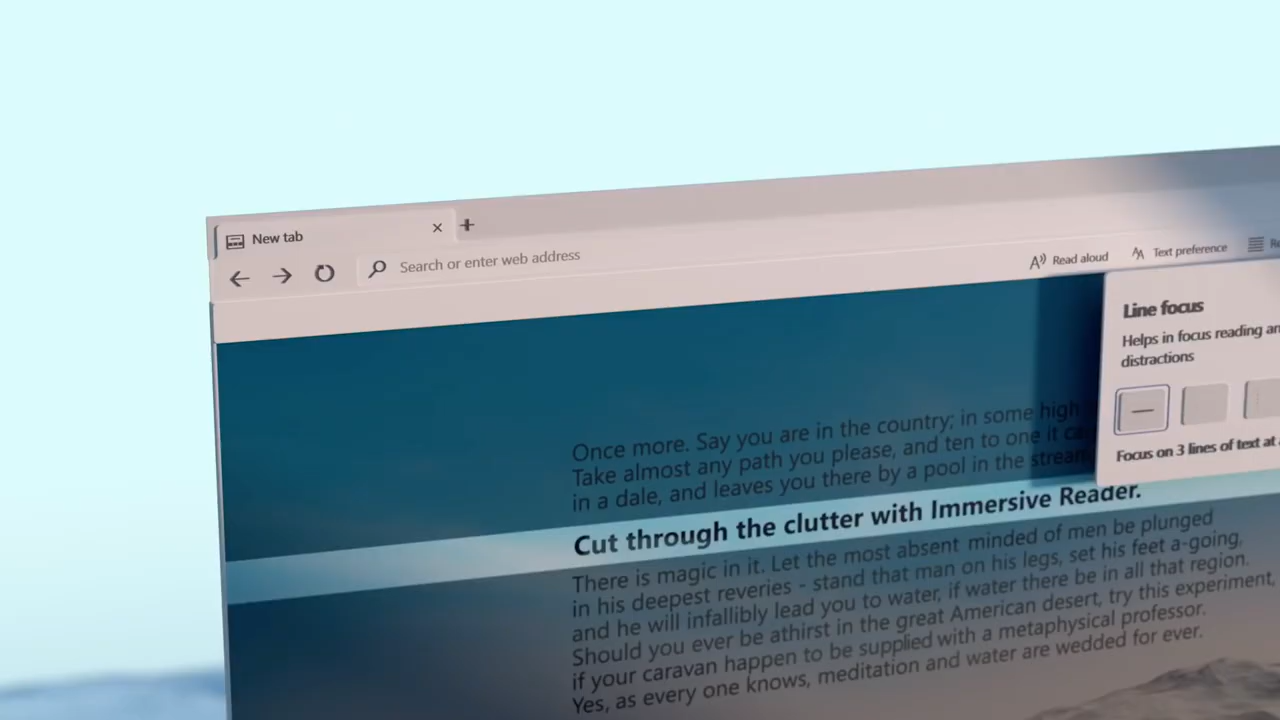 New tab
Search or enter web address
Read aloud
Text preference
Line focus
Helps in focus reading
distractions
Focus on 3 lines of text at
Once more. Say you are in the country; in some high
Take almost any path you please, and ten to one it
in a dale, and leaves you there by a pool in the stream
Cut through the clutter with Immersive Reader.
There is magic in it. Let the most absent minded of men be plunged
in his deepest reveries - stand that man on his legs, set his feet a-going,
and he will infallibly lead you to water, if water there be in all that region.
Should you ever be athirst in the great American desert, try this experiment,
if your caravan happen to be supplied with a metaphysical professor.
Yes, as every one knows, meditation and water are wedded for ever.